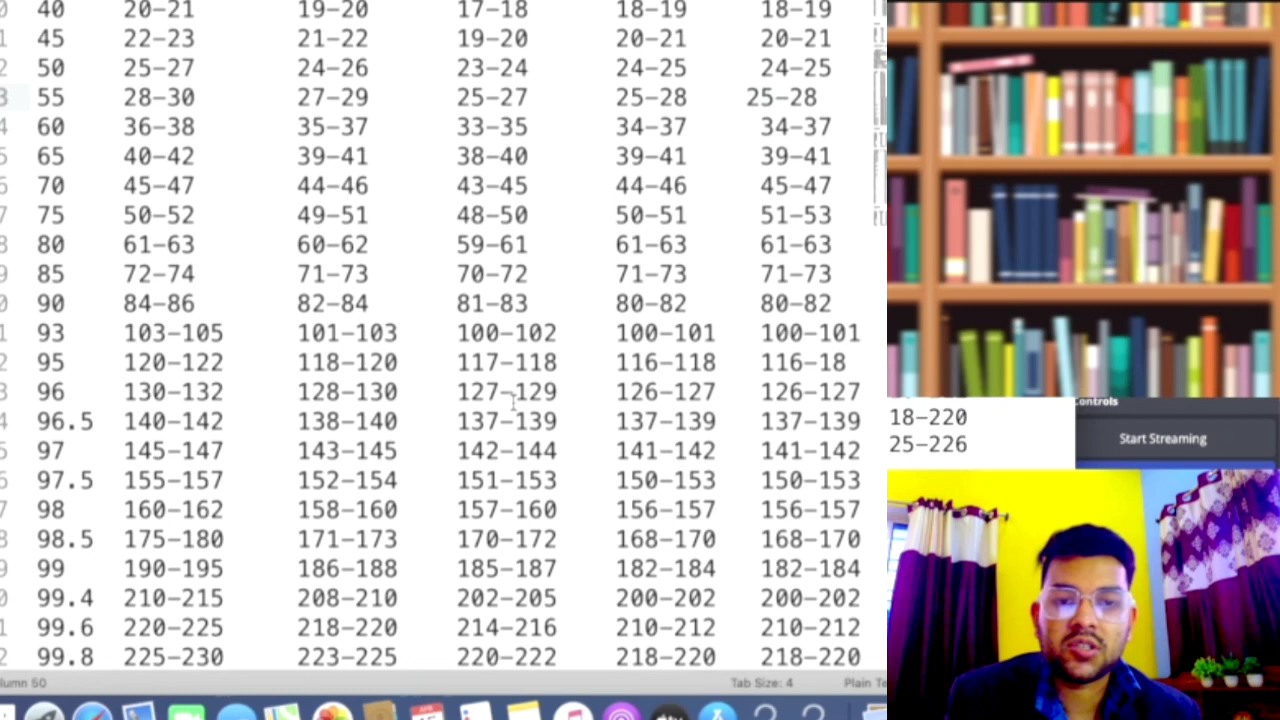 40 20-21 19-20 17-18 18-19 18-19
45 22-23 21-22 19-20 20-21 20-21
50 25-27 24-26 23-24 24-25 24-25
55 28-30 27-29 25-27 25-28 25-28
60 36-38 35-37 33-35 34-37 34-37
65 40-42 39-41 38-40 39-41 39-41
70 45-47 44-46 43-45 44-46 45-47
75 50-52 49-51 48-50 50-51 51-53
80 61-63 60-62 59-61 61-63 61-63
85 72-74 71-73 70-72 71-73 71-73
90 84-86 82-84 81-83 80-82 80-82
93 103-105 101-103 100-102 100-101 100-101
95 120-122 118-120 117-118 116-118 116-18
96 130-132 128-130 127-129 126-127 126-127
96.5 140-142 138-140 137-139 137-139 137-139
97 145-147 143-145 142-144 141-142 141-142
97.5 155-157 152-154 151-153 150-153 150-153
98 160-162 158-160 157-160 156-157 156-157
98.5 175-180 171-173 170-172 168-170 168-170
99 190-195 186-188 185-187 182-184 182-184
99.4 210-215 208-210 202-205 200-202 200-202
99.6 220-225 218-220 214-216 210-212 210-212
99.8 225-230 223-225 220-222 218-220 218-220
lumn 50 Tab Size: 4 Plain Te
Controls
18-220
Start Streaming
25-226